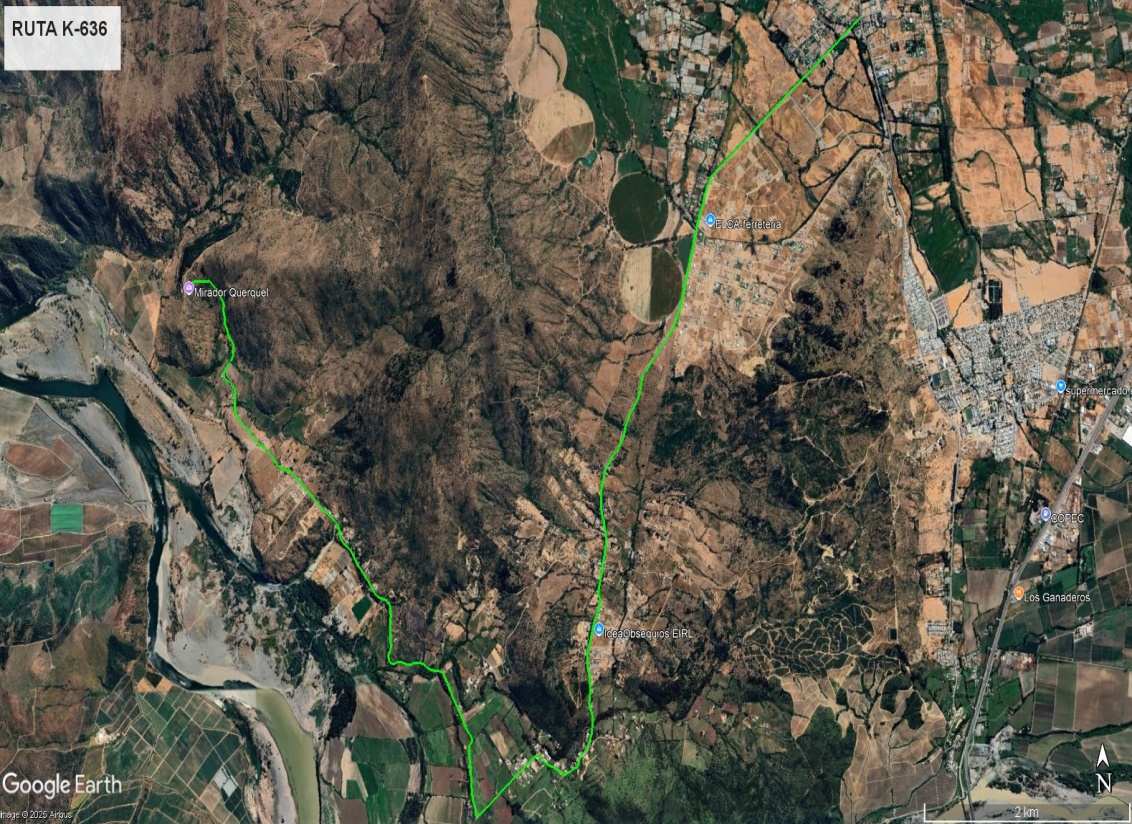 RUTA K-636
ELCA ferreteria
Mirador Querquel
supermercado
COPEC
Los Ganaderos
IdeaObsequios EIRL
Google Earth
N
2 km
Image © 2025 Airbus